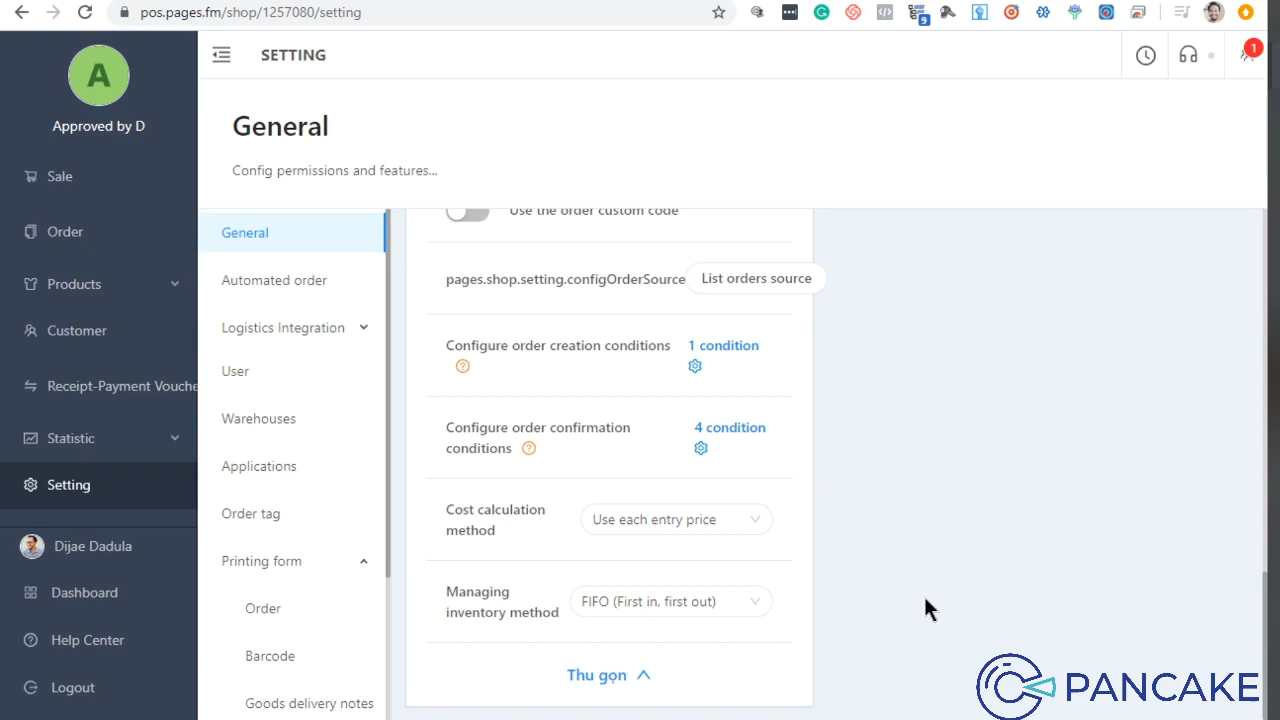 pos.pages.fm/shop/1257080/setting
9
A
Approved by D
Sale
Order
Products
Customer
Receipt-Payment Vouche
Statistic
Setting
Dijae Dadula
Dashboard
Help Center
Logout
SETTING
1
General
Config permissions and features...
General
Automated order
Logistics Integration
User
Warehouses
Applications
Order tag
Printing form
Order
Barcode
Goods delivery notes
Use the order custom code
pages.shop.setting.configOrderSource List orders source
Configure order creation conditions 1 condition
Configure order confirmation 4 condition
conditions
Cost calculation
method
Use each entry price
Managing
inventory method
FIFO (First in, first out)
Thu gọn
PANCAKE